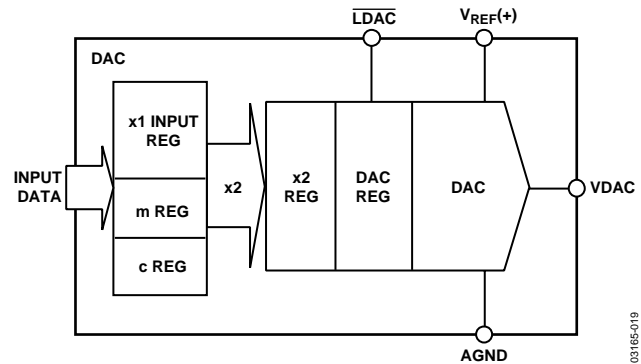 LDAC
VREF(+)
DAC
x1 INPUT
REG
INPUT
DATA
x2
x2
REG
DAC
REG
DAC
VDAC
m REG
c REG
AGND
03165-019